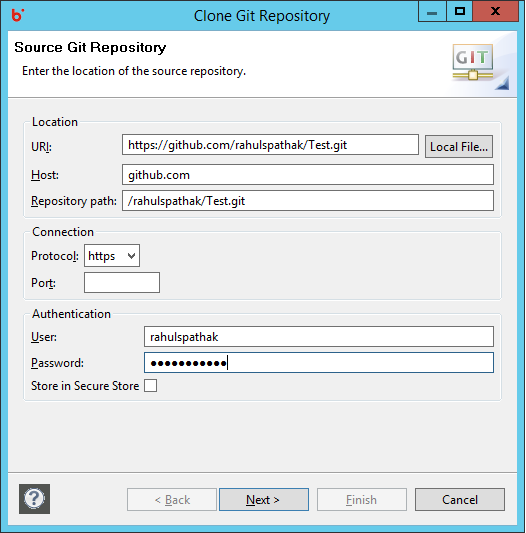 Clone Git Repository
Source Git Repository
Enter the location of the source repository.
GIT
Location
URI: https://github.com/rahulspathak/Test.git Local File...
Host: github.com
Repository path: /rahulspathak/Test.git
Connection
Protocol: https
Port:
Authentication
User: rahulspathak
Password: ●●●●●●●●●●●
Store in Secure Store
? < Back Next > Finish Cancel